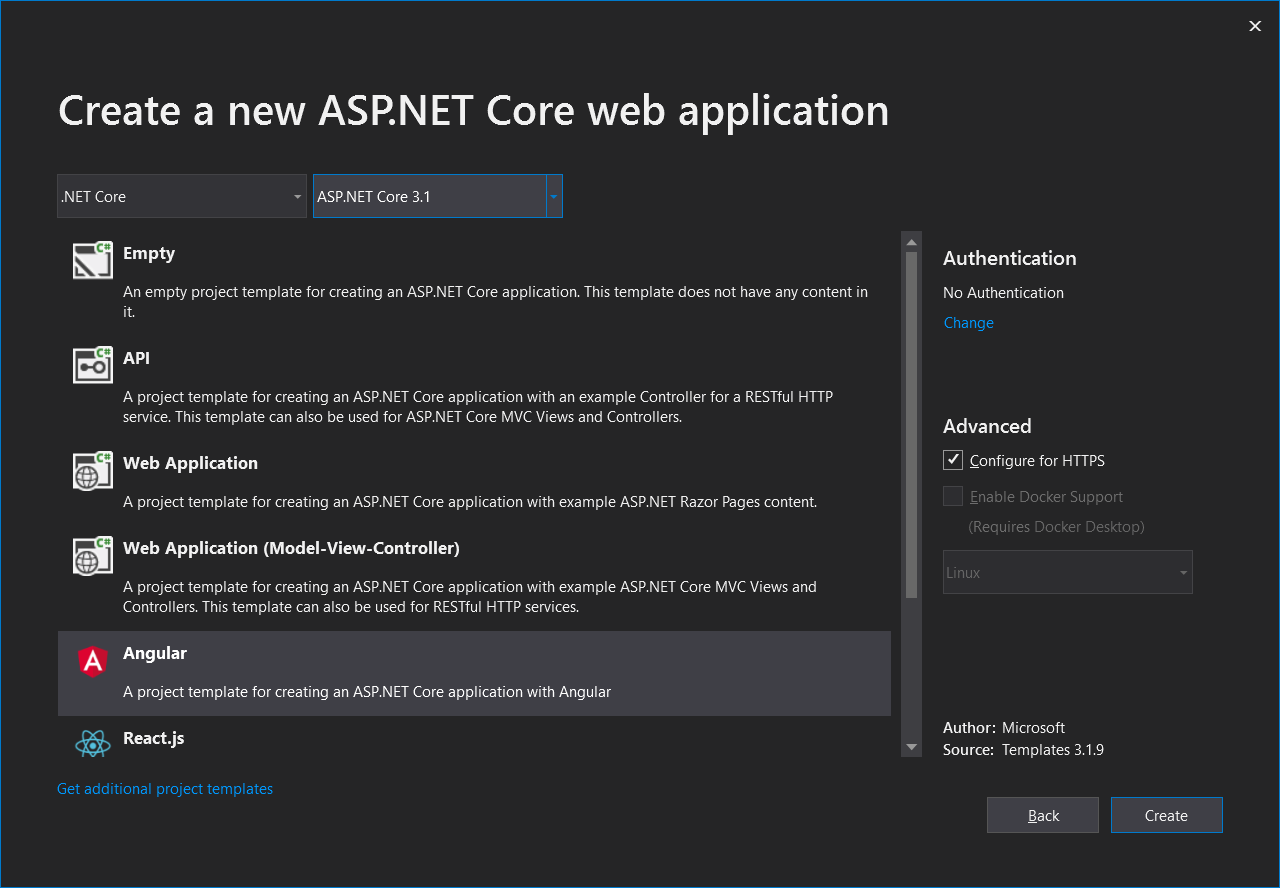 Create a new ASP.NET Core web application
.NET Core
ASP.NET Core 3.1
Empty
An empty project template for creating an ASP.NET Core application. This template does not have any content in
it.
API
A project template for creating an ASP.NET Core application with an example Controller for a RESTful HTTP
service. This template can also be used for ASP.NET Core MVC Views and Controllers.
Web Application
A project template for creating an ASP.NET Core application with example ASP.NET Razor Pages content.
Web Application (Model-View-Controller)
A project template for creating an ASP.NET Core application with example ASP.NET Core MVC Views and
Controllers. This template can also be used for RESTful HTTP services.
Angular
A project template for creating an ASP.NET Core application with Angular
React.js
Get additional project templates
Authentication
No Authentication
Change
Advanced
Configure for HTTPS
Enable Docker Support
(Requires Docker Desktop)
Linux
Author: Microsoft
Source: Templates 3.1.9
Back
Create